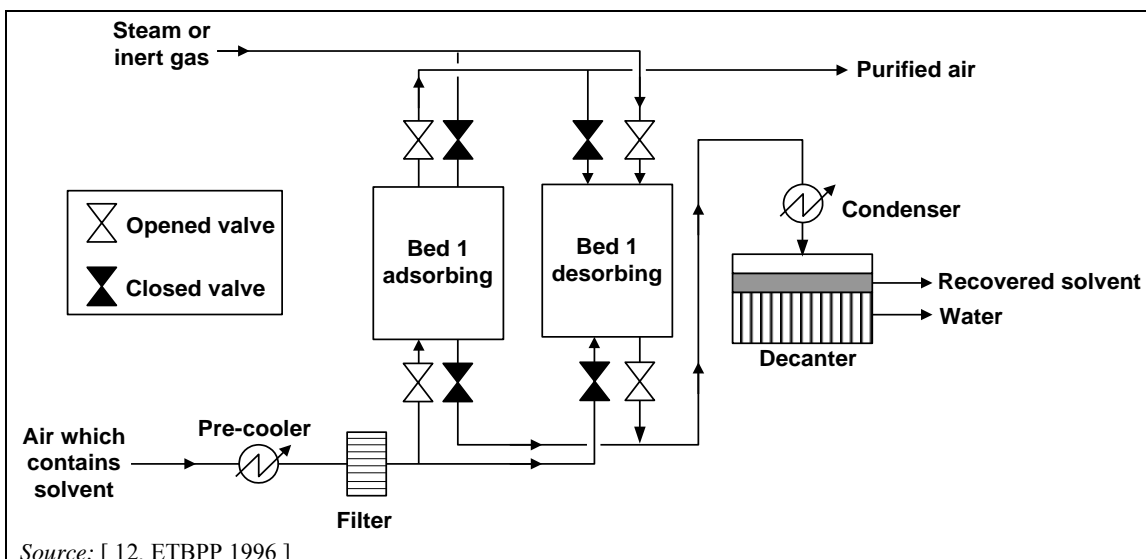 Steam or
inert gas
Purified air
Opened valve
Closed valve
Bed 1
adsorbing
Bed 1
desorbing
Condenser
Recovered solvent
Water
Decanter
Air which
contains
solvent
Pre-cooler
Filter
Source: [ 12, ETBPP 1996 ]